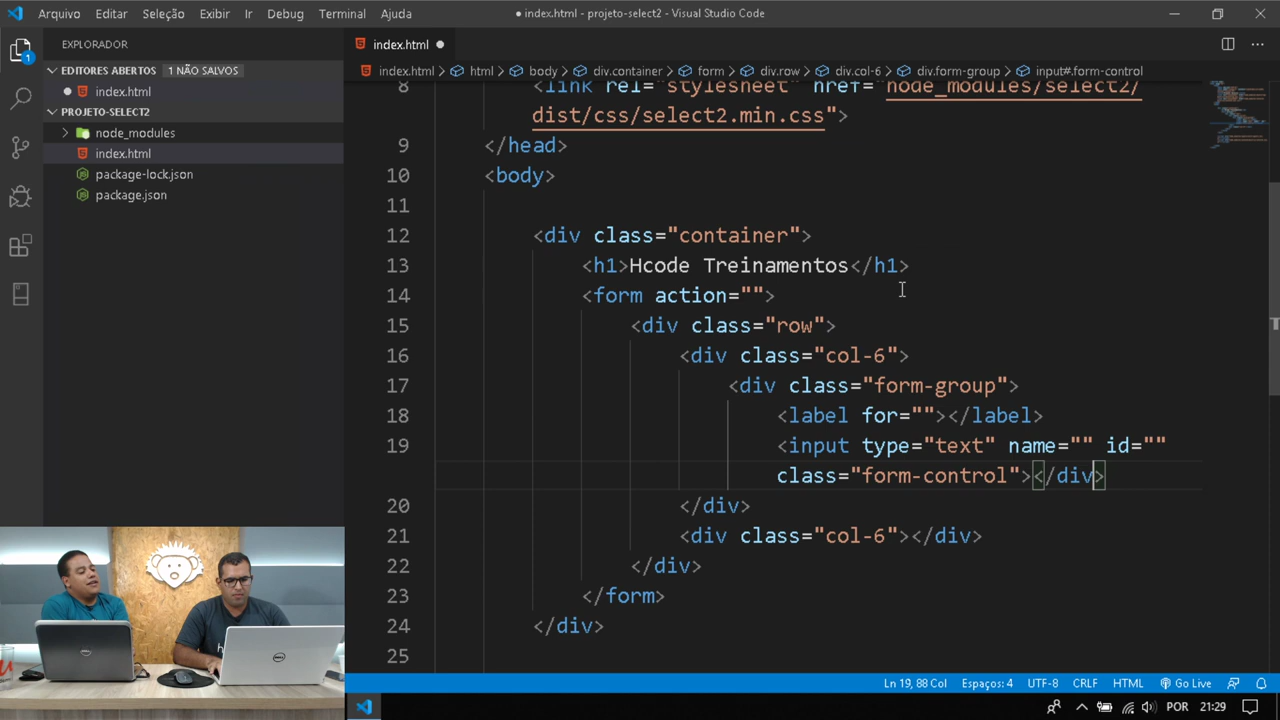 Arquivo Editar Seleção Exibir Ir Debug Terminal Ajuda ● index.html - projeto-select2 - Visual Studio Code
EXPLORADOR
EDITORES ABERTOS 1 NÃO SALVOS
index.html
PROJETO-SELECT2
node_modules
index.html
package-lock.json
package.json
1
index.html
index.html > html > body > div.container > form > div.row > div.col-6 > div.form-group > input#.form-control
8 <link rel="stylesheet" href="node_modules/select2/
dist/css/select2.min.css">
9 </head>
10 <body>
11
12 <div class="container">
13 <h1>Hcode Treinamentos</h1>
14 <form action="">
15 <div class="row">
16 <div class="col-6">
17 <div class="form-group">
18 <label for=""></label>
19 <input type="text" name="" id=""
class="form-control"></div>
20 </div>
21 <div class="col-6"></div>
22 </div>
23 </form>
24 </div>
25
Ln 19, 88 Col Espaços: 4 UTF-8 CRLF HTML Go Live
POR 21:29